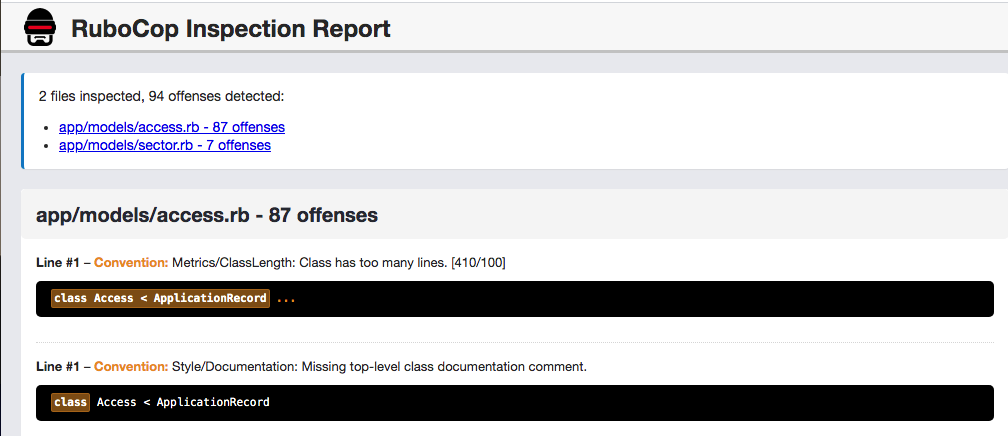 RuboCop Inspection Report
2 files inspected, 94 offenses detected:
app/models/access.rb - 87 offenses
app/models/sector.rb - 7 offenses
app/models/access.rb - 87 offenses
Line #1 – Convention: Metrics/ClassLength: Class has too many lines. [410/100]
class Access < ApplicationRecord ...
Line #1 – Convention: Style/Documentation: Missing top-level class documentation comment.
class Access < ApplicationRecord